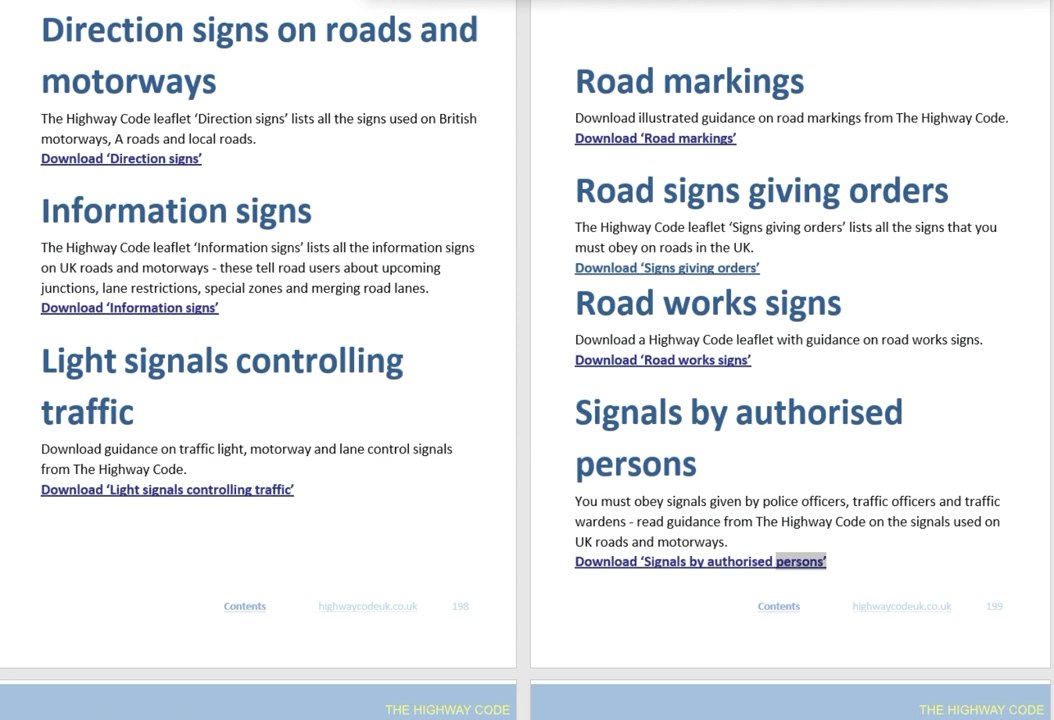 Direction signs on roads and
motorways
The Highway Code leaflet ‘Direction signs’ lists all the signs used on British
motorways, A roads and local roads.
Download ‘Direction signs’
Information signs
The Highway Code leaflet ‘Information signs’ lists all the information signs
on UK roads and motorways - these tell road users about upcoming
junctions, lane restrictions, special zones and merging road lanes.
Download ‘Information signs’
Light signals controlling
traffic
Download guidance on traffic light, motorway and lane control signals
from The Highway Code.
Download ‘Light signals controlling traffic’
Contents highwaycodeuk.co.uk 198
Road markings
Download illustrated guidance on road markings from The Highway Code.
Download ‘Road markings’
Road signs giving orders
The Highway Code leaflet ‘Signs giving orders’ lists all the signs that you
must obey on roads in the UK.
Download ‘Signs giving orders’
Road works signs
Download a Highway Code leaflet with guidance on road works signs.
Download ‘Road works signs’
Signals by authorised
persons
You must obey signals given by police officers, traffic officers and traffic
wardens - read guidance from The Highway Code on the signals used on
UK roads and motorways.
Download ‘Signals by authorised persons’
Contents highwaycodeuk.co.uk 199
THE HIGHWAY CODE
THE HIGHWAY CODE